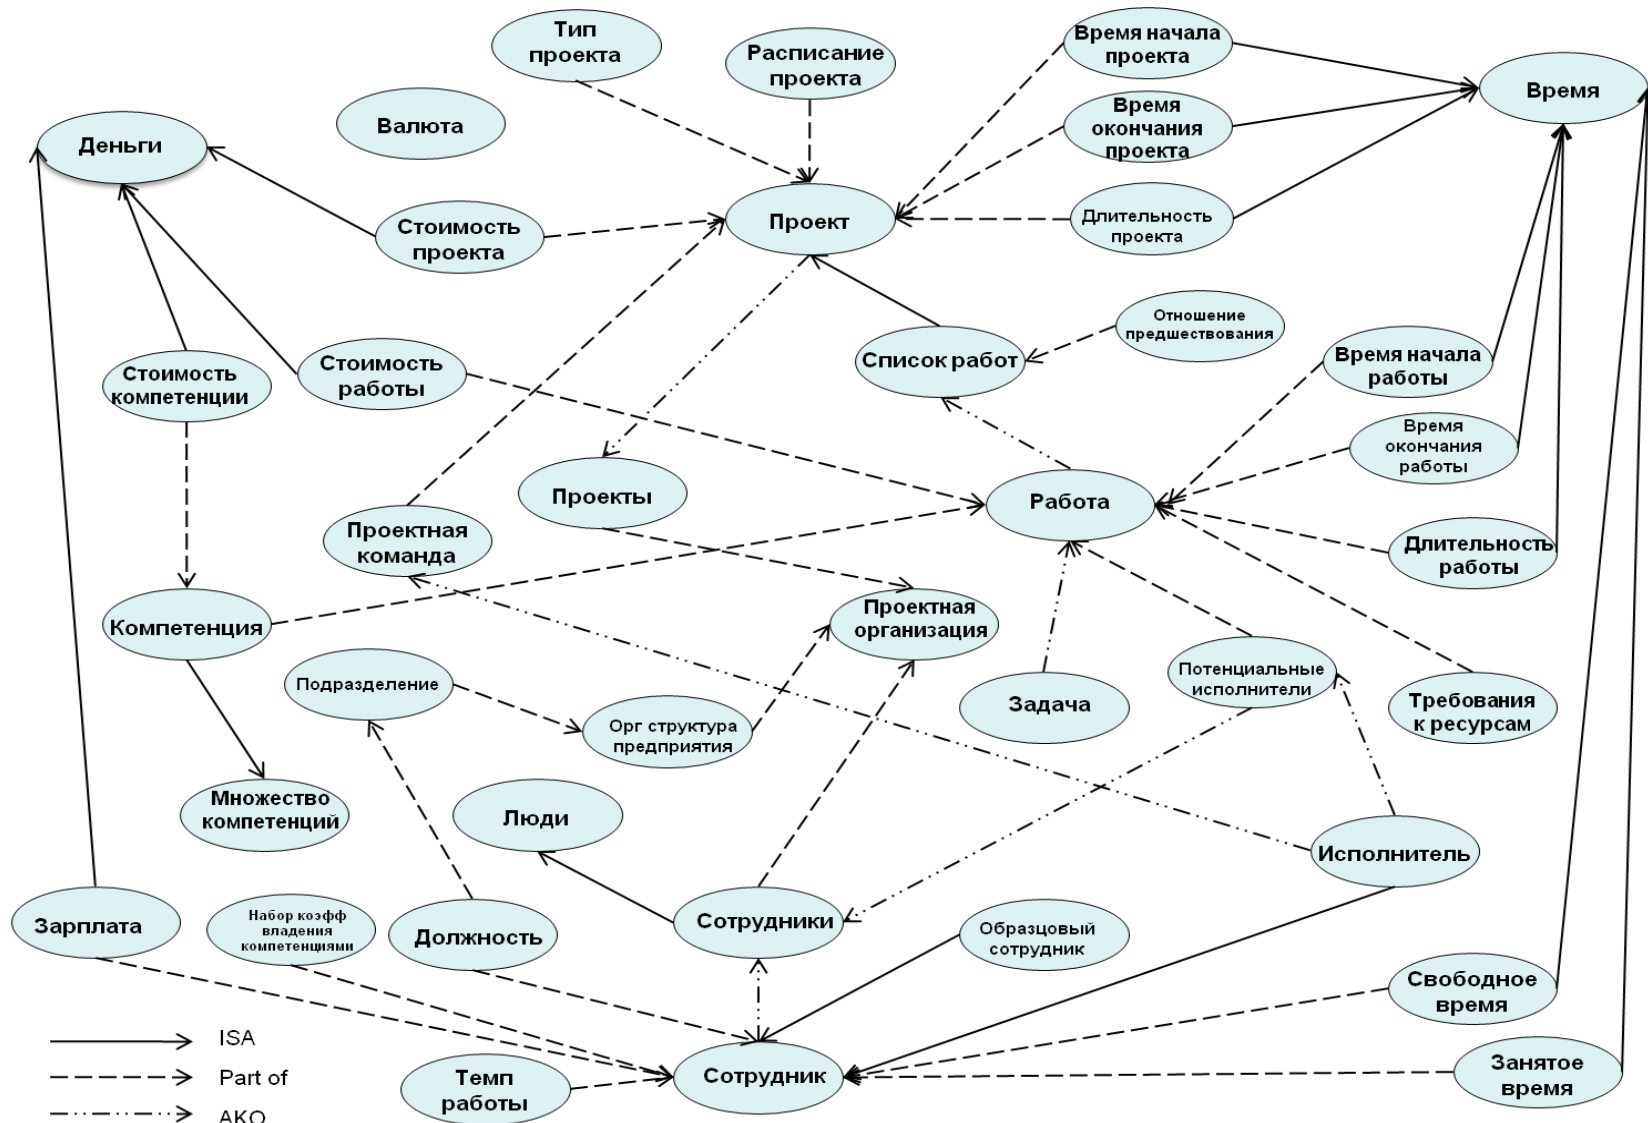 Тип
проекта
Расписание
проекта
Время начала
проекта
Время
Валюта
Время
окончания
проекта
Деньги
Стоимость
проекта
Проект
Длительность
проекта
Отношение
предшествования
Список работ
Время начала
работы
Стоимость
компетенции
Стоимость
работы
Время
окончания
работы
Проекты
Работа
Проектная
команда
Длительность
работы
Компетенция
Проектная
организация
Подразделение
Орг структура
предприятия
Задача
Потенциальные
исполнители
Требования
к ресурсам
Множество
компетенций
Люди
Исполнитель
Зарплата
Набор коэфф
владения
компетенциями
Должность
Сотрудники
Образцовый
сотрудник
Свободное
время
ISA
Part of
AKO
Темп
работы
Сотрудник
Занятое
время